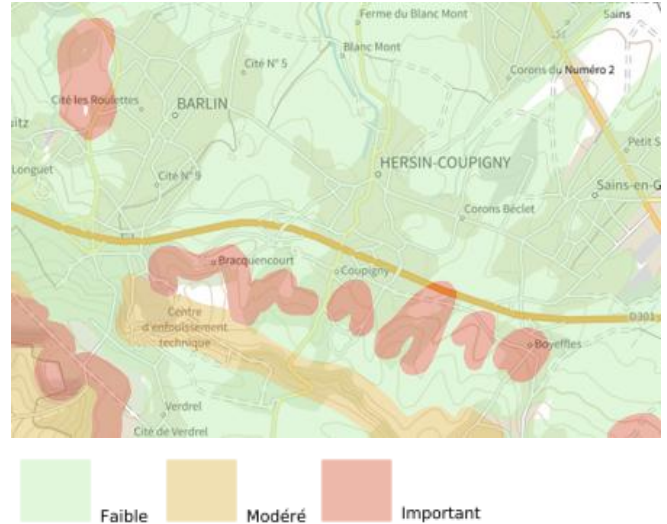 Ferme du Blanc Mont
Sains
Blanc Mont
Cité N° 5
Corons du Numéro 2
Cité les Roulettes
BARLIN
uitz
Petit S
Longuet
HERSIN-COUPIGNY
Cité N° 9
Sains-en-G
Corons Béclet
Bracquencourt
Coupigny
Centre
d'enfouissement
technique
D301
Boyeffles
Verdrel
Cité de Verdrel
Faible
Modéré
Important